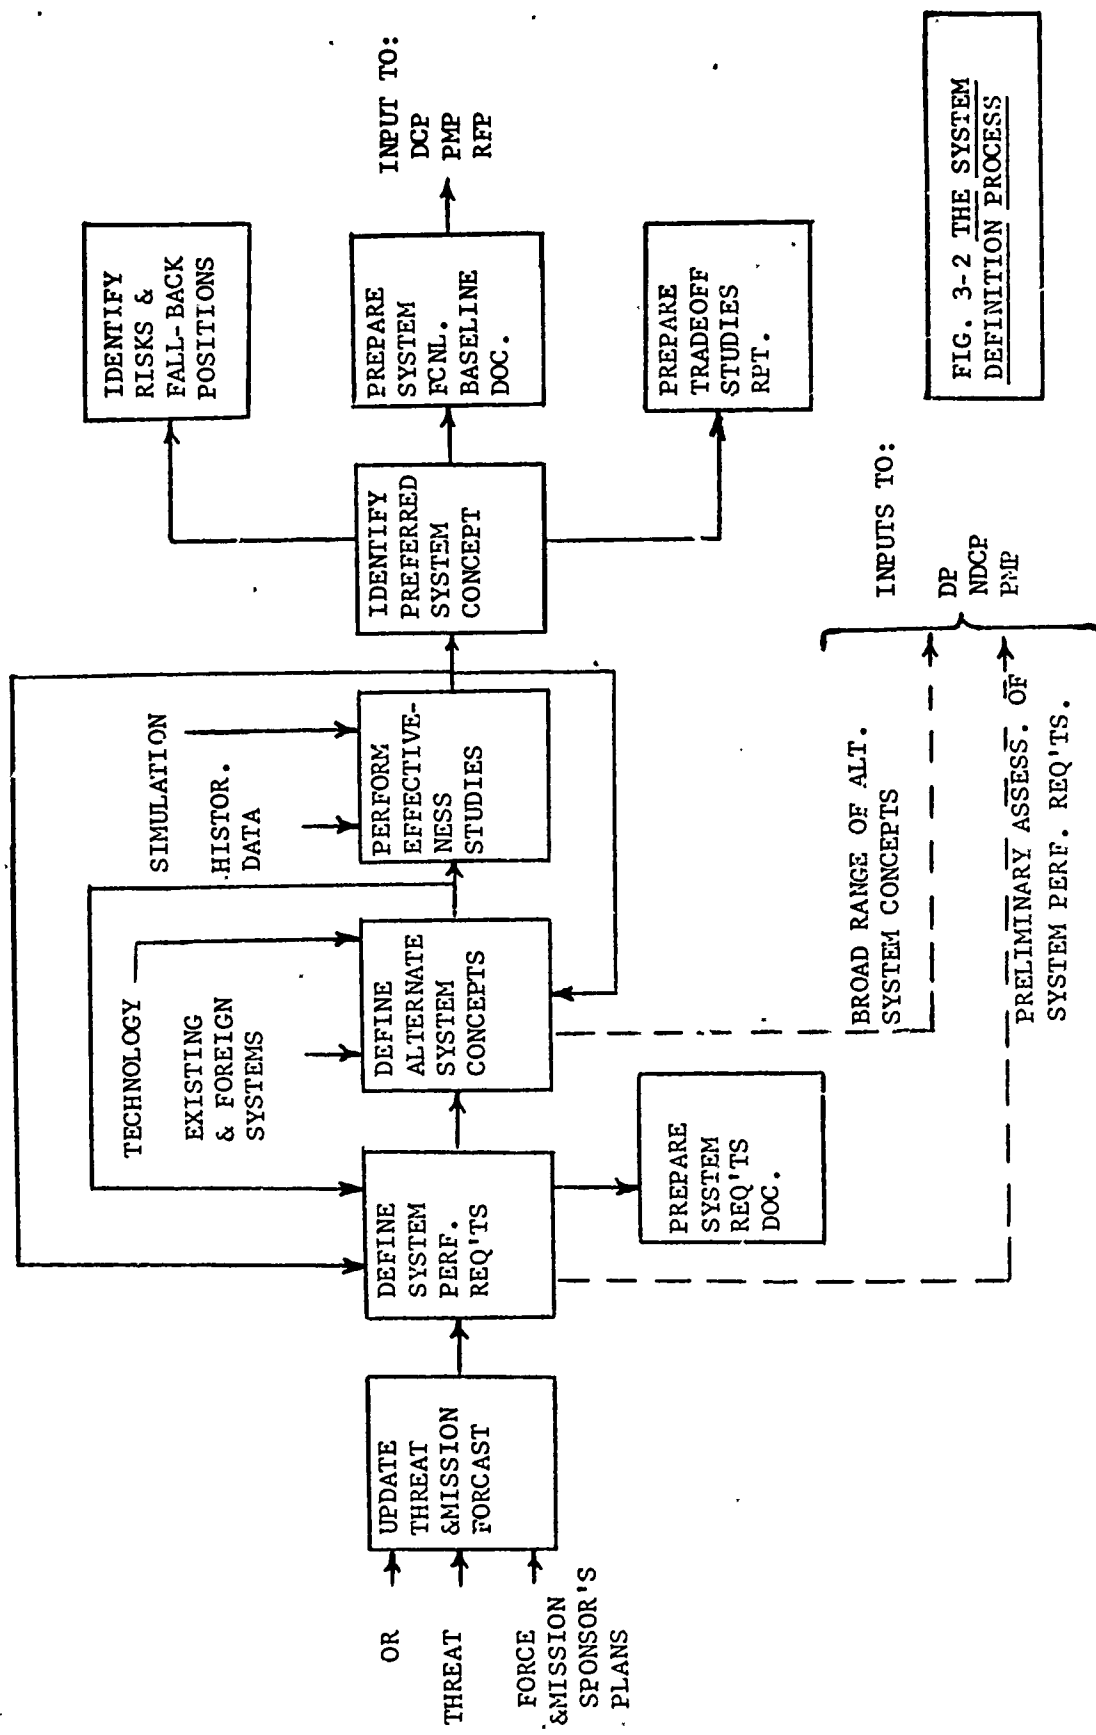 OR
THREAT
FORCE
&MISSION
SPONSOR'S
PLANS
UPDATE
THREAT
&MISSION
FORCAST
DEFINE
SYSTEM
PERF.
REQ'TS
PREPARE
SYSTEM
REQ'TS
DOC.
TECHNOLOGY
EXISTING
& FOREIGN
SYSTEMS
DEFINE
ALTERNATE
SYSTEM
CONCEPTS
SIMULATION
HISTOR.
DATA
PERFORM
EFFECTIVE-
NESS
STUDIES
IDENTIFY
PREFERRED
SYSTEM
CONCEPT
IDENTIFY
RISKS &
FALL-BACK
POSITIONS
PREPARE
SYSTEM
FCNL.
BASELINE
DOC.
PREPARE
TRADEOFF
STUDIES
RPT.
INPUT TO:
DCP
PMP
RFP
BROAD RANGE OF ALT.
SYSTEM CONCEPTS
PRELIMINARY ASSESS. OF
SYSTEM PERF. REQ'TS.
INPUTS TO:
DP
NDCP
PMP
FIG. 3-2 THE SYSTEM
DEFINITION PROCESS